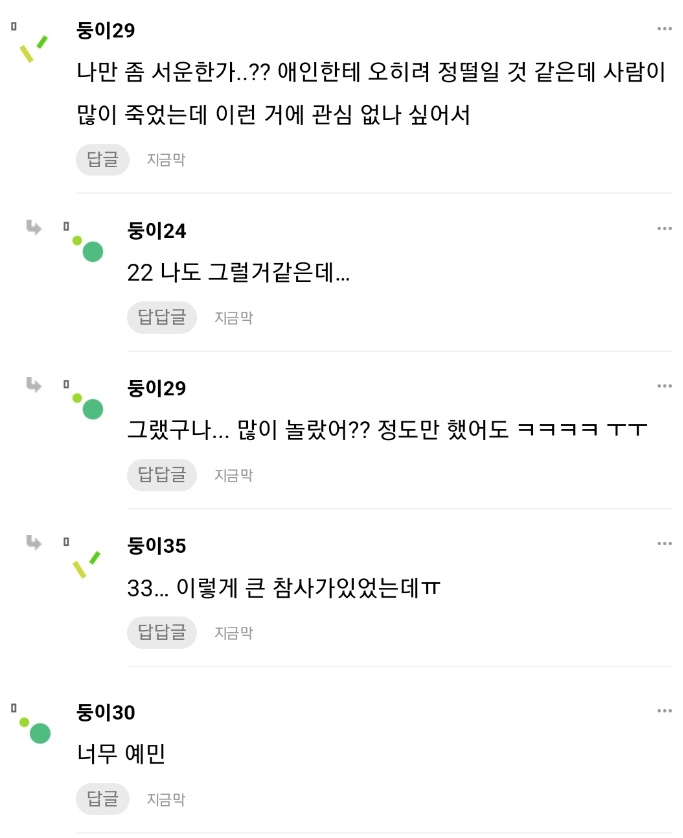 둥이29
나만 좀 서운한가..?? 애인한테 오히려 정떨일 것 같은데 사람이
많이 죽었는데 이런 거에 관심 없나 싶어서
답글 지금막
둥이24
22 나도 그럴거같은데...
답답글 지금막
둥이29
그랬구나... 많이 놀랐어?? 정도만 했어도 ㅋㅋㅋㅋ ㅜㅜ
답답글 지금막
둥이35
33... 이렇게 큰 참사가있었는데ㅠ
답답글 지금막
둥이30
너무 예민
답글 지금막